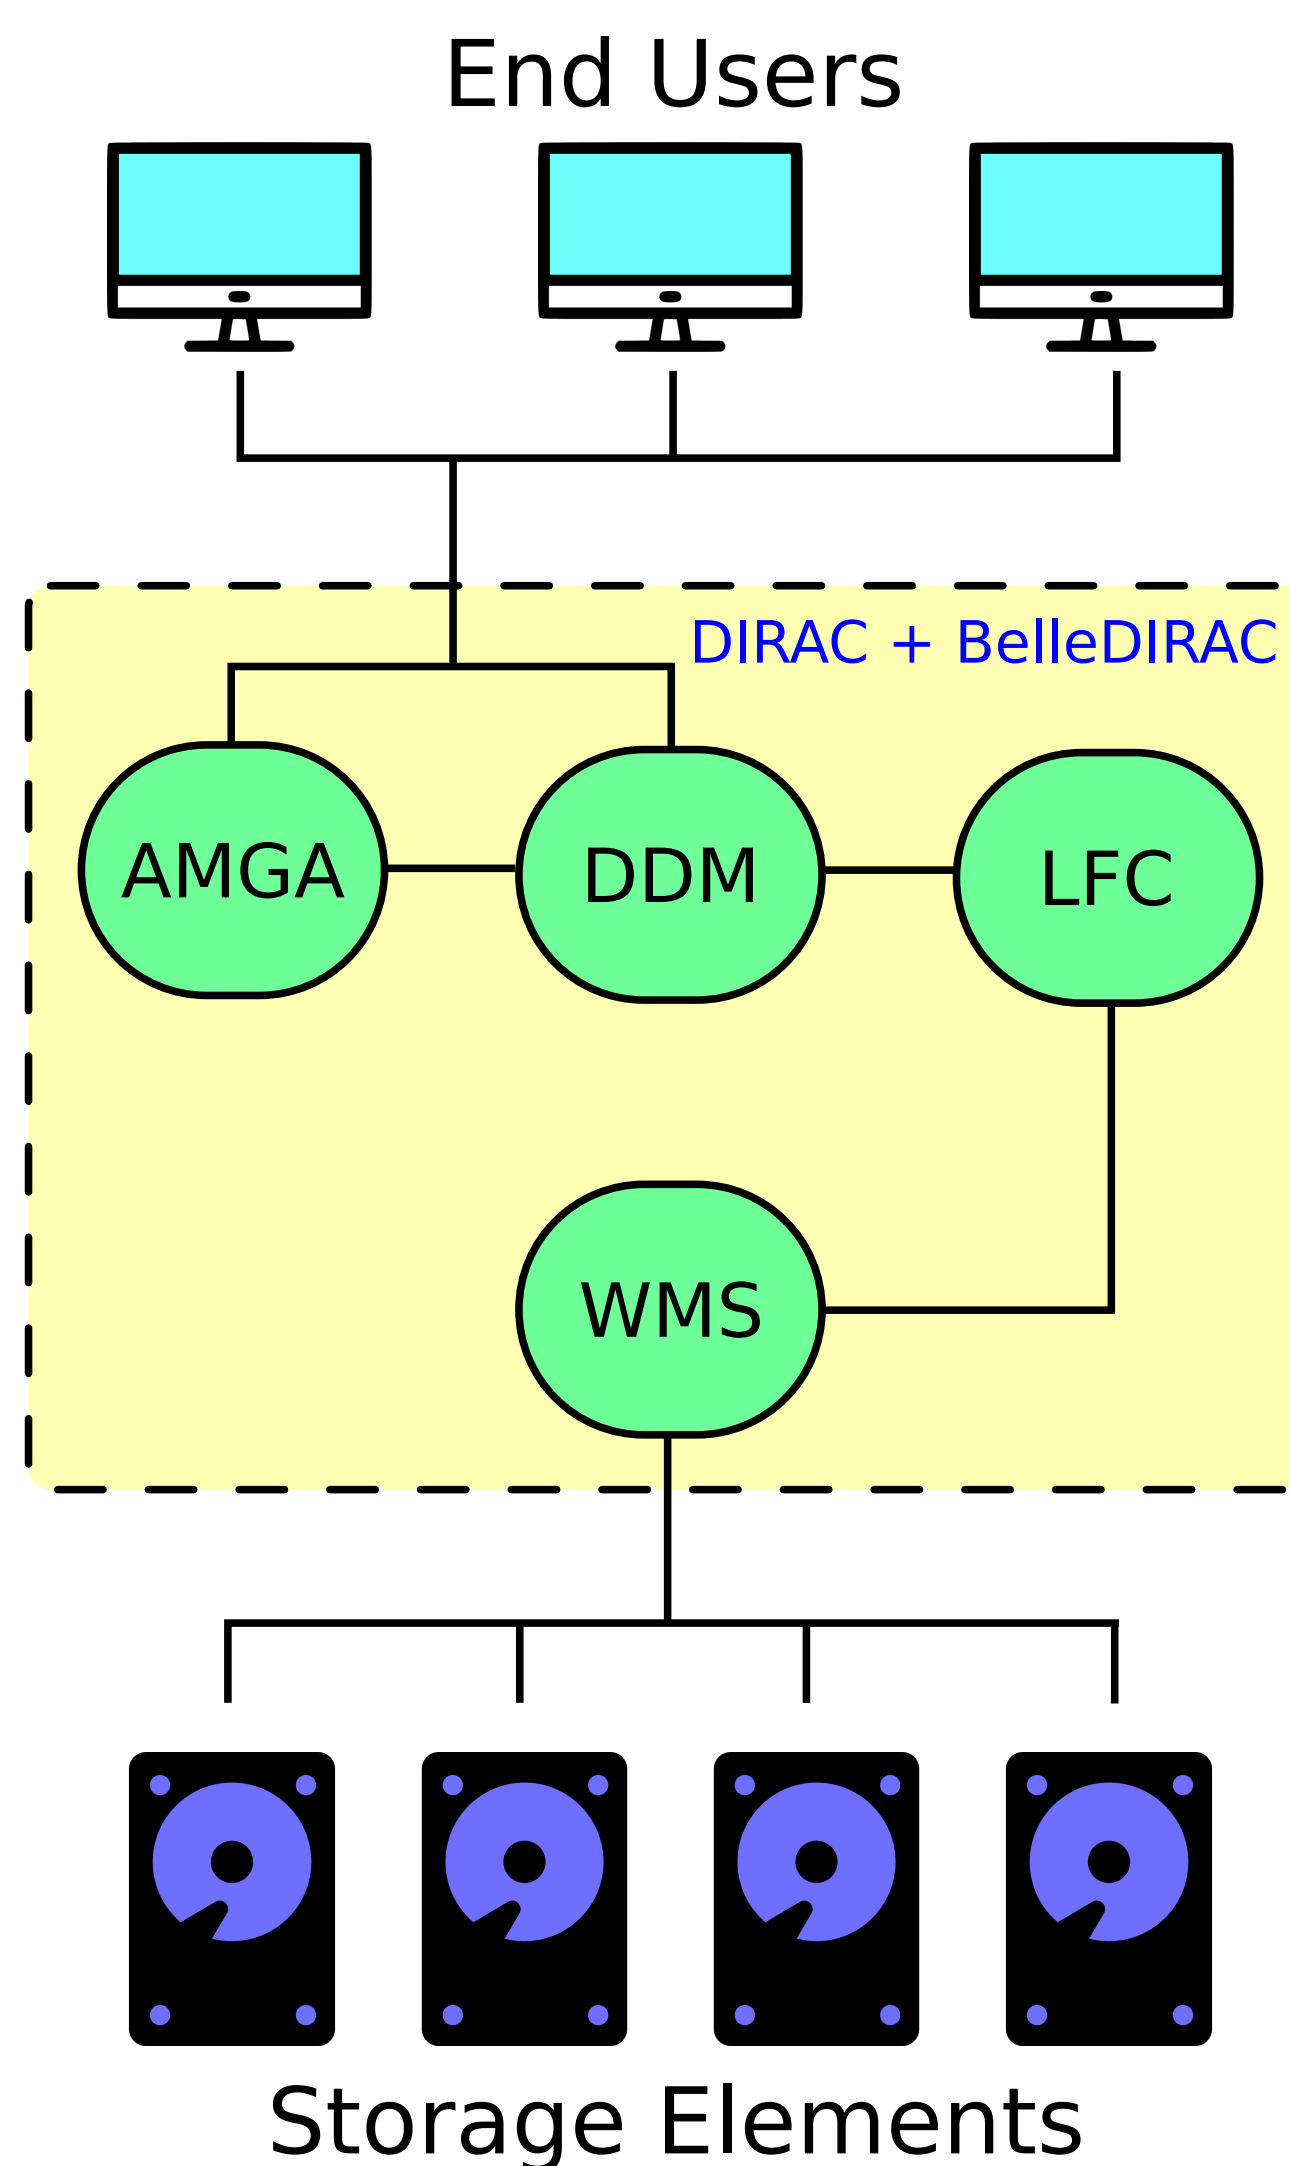 End Users
DIRAC + BelleDIRAC
AMGA
DDM
LFC
WMS
Storage Elements